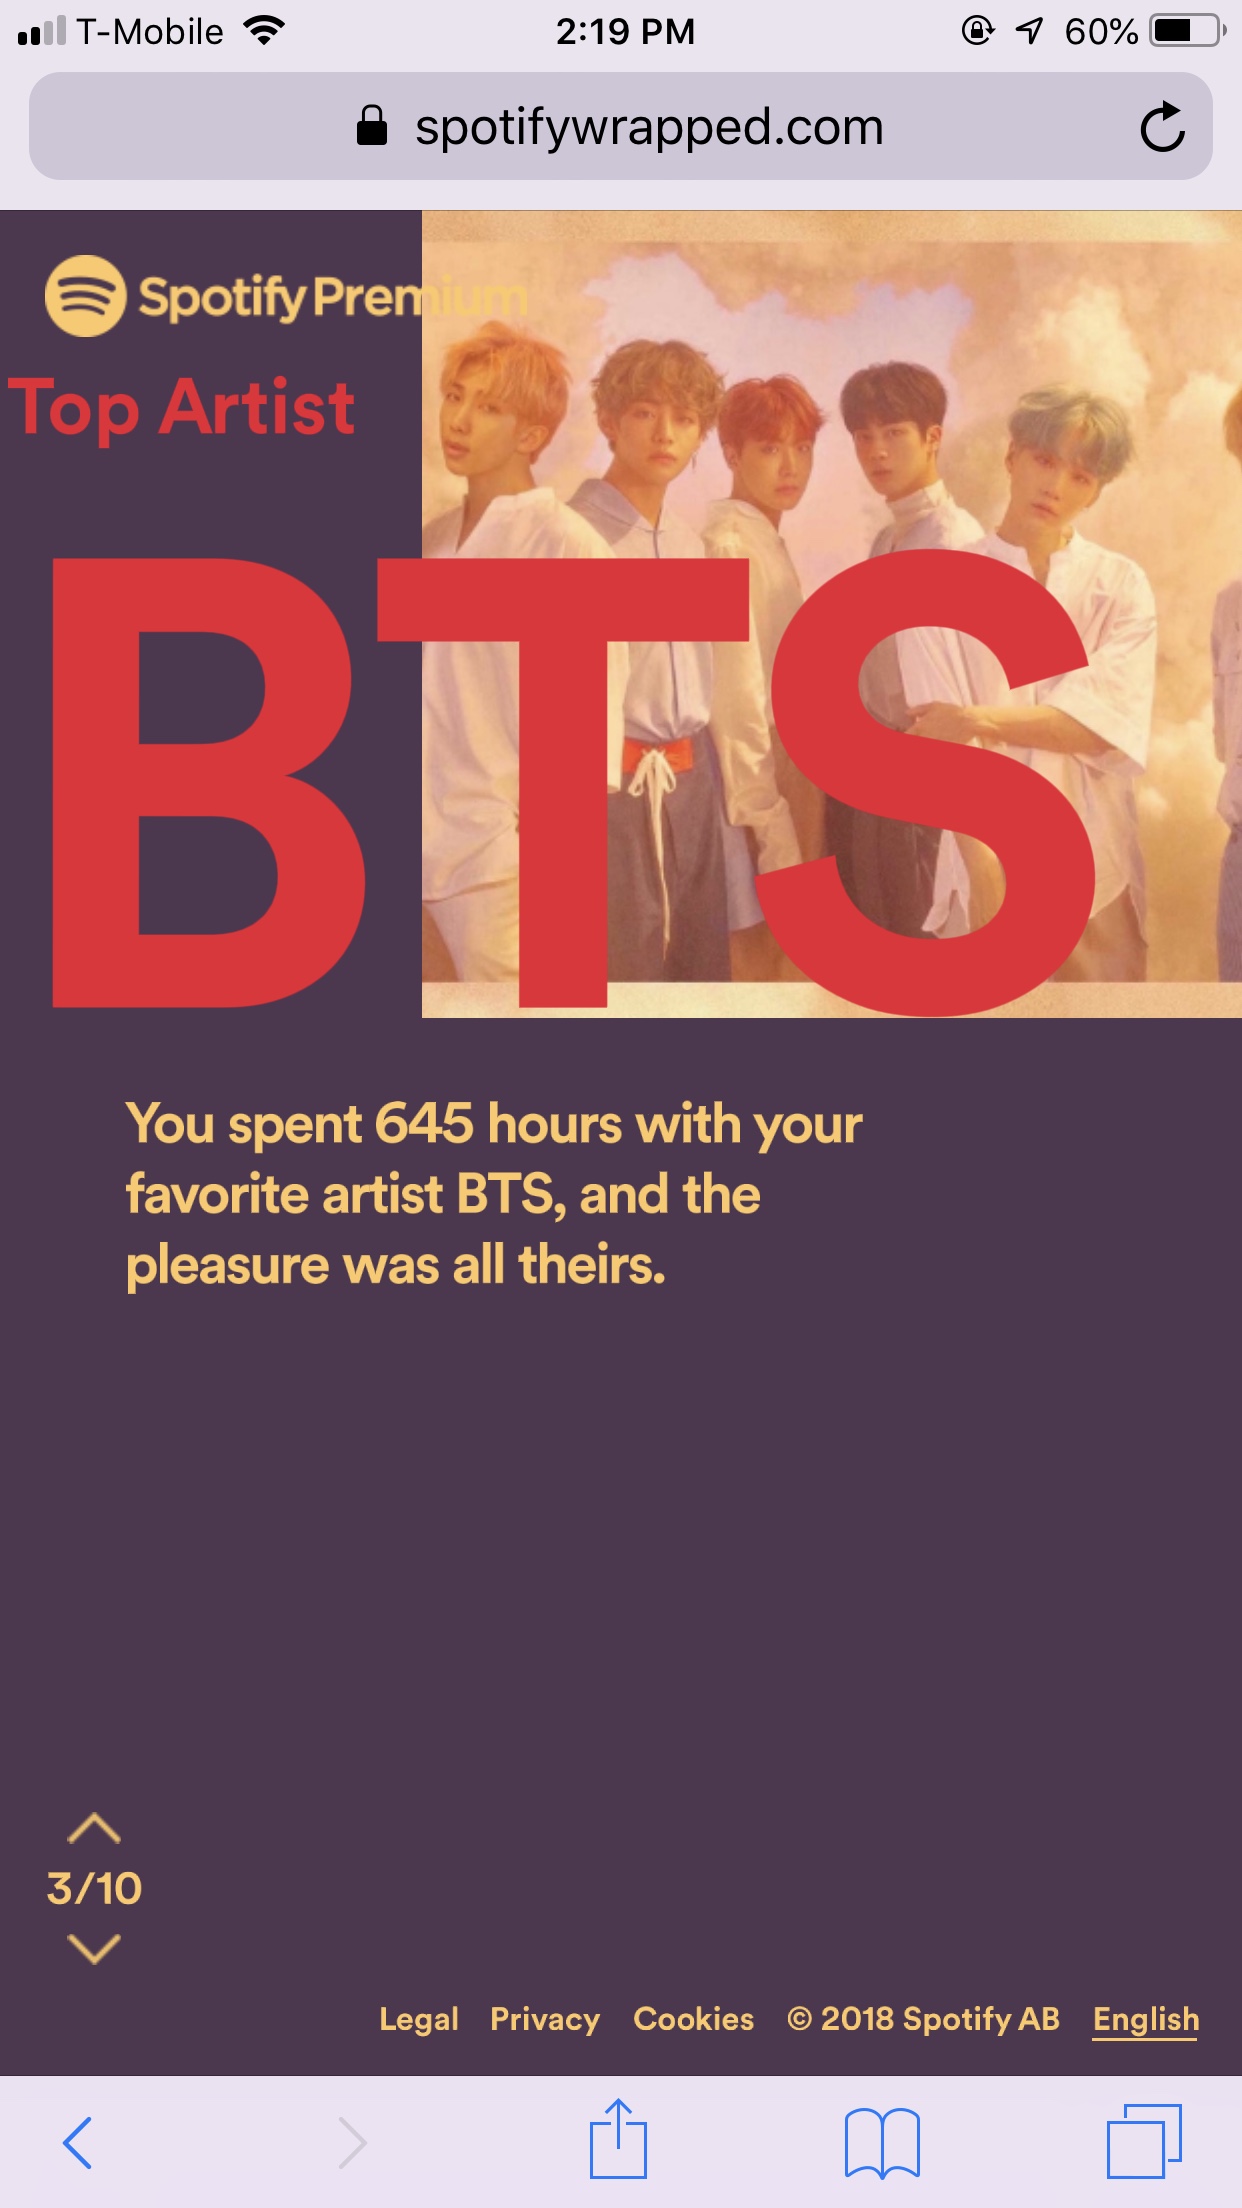 T-Mobile 2:19 PM 60%
spotifywrapped.com
Spotify Premium
Top Artist
BTS
You spent 645 hours with your
favorite artist BTS, and the
pleasure was all theirs.
3/10
Legal Privacy Cookies © 2018 Spotify AB English